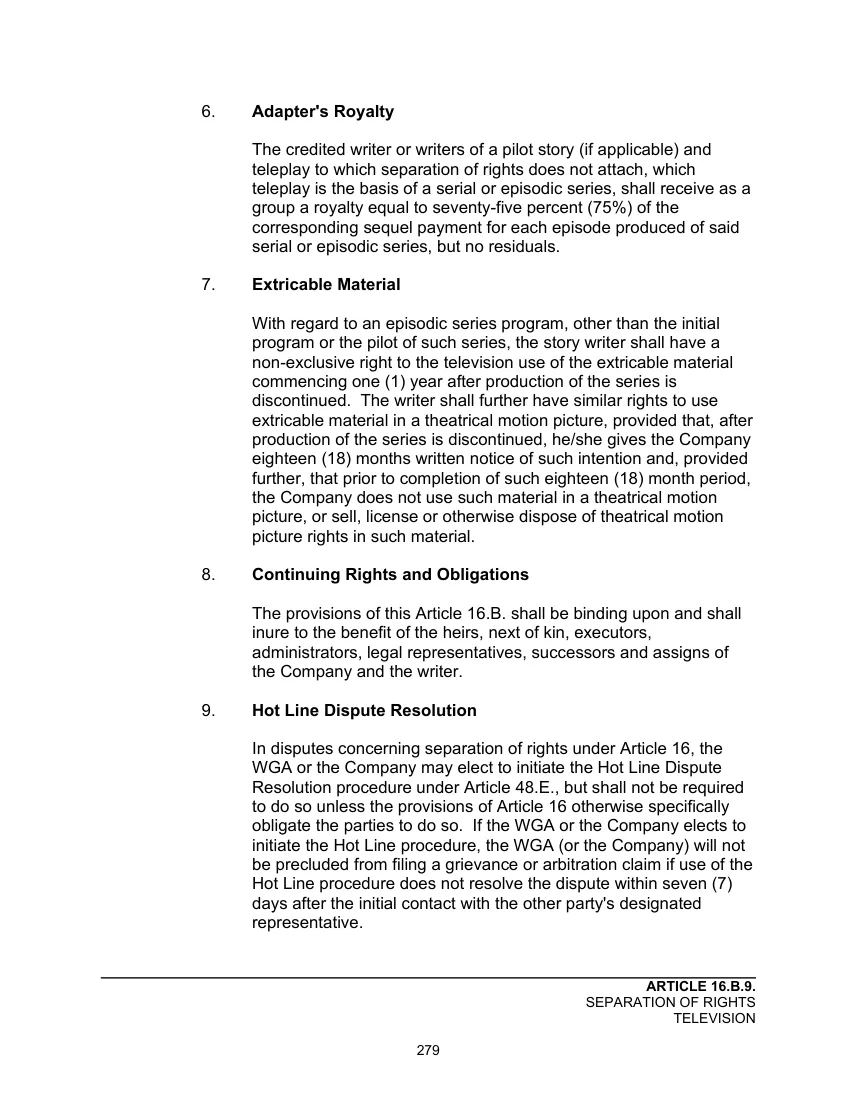 6. Adapter's Royalty
The credited writer or writers of a pilot story (if applicable) and
teleplay to which separation of rights does not attach, which
teleplay is the basis of a serial or episodic series, shall receive as a
group a royalty equal to seventy-five percent (75%) of the
corresponding sequel payment for each episode produced of said
serial or episodic series, but no residuals.
7. Extricable Material
With regard to an episodic series program, other than the initial
program or the pilot of such series, the story writer shall have a
non-exclusive right to the television use of the extricable material
commencing one (1) year after production of the series is
discontinued.  The writer shall further have similar rights to use
extricable material in a theatrical motion picture, provided that, after
production of the series is discontinued, he/she gives the Company
eighteen (18) months written notice of such intention and, provided
further, that prior to completion of such eighteen (18) month period,
the Company does not use such material in a theatrical motion
picture, or sell, license or otherwise dispose of theatrical motion
picture rights in such material.
8. Continuing Rights and Obligations
The provisions of this Article 16.B. shall be binding upon and shall
inure to the benefit of the heirs, next of kin, executors,
administrators, legal representatives, successors and assigns of
the Company and the writer.
9. Hot Line Dispute Resolution
In disputes concerning separation of rights under Article 16, the
WGA or the Company may elect to initiate the Hot Line Dispute
Resolution procedure under Article 48.E., but shall not be required
to do so unless the provisions of Article 16 otherwise specifically
obligate the parties to do so.  If the WGA or the Company elects to
initiate the Hot Line procedure, the WGA (or the Company) will not
be precluded from filing a grievance or arbitration claim if use of the
Hot Line procedure does not resolve the dispute within seven (7)
days after the initial contact with the other party's designated
representative.
ARTICLE 16.B.9.
SEPARATION OF RIGHTS
TELEVISION
279